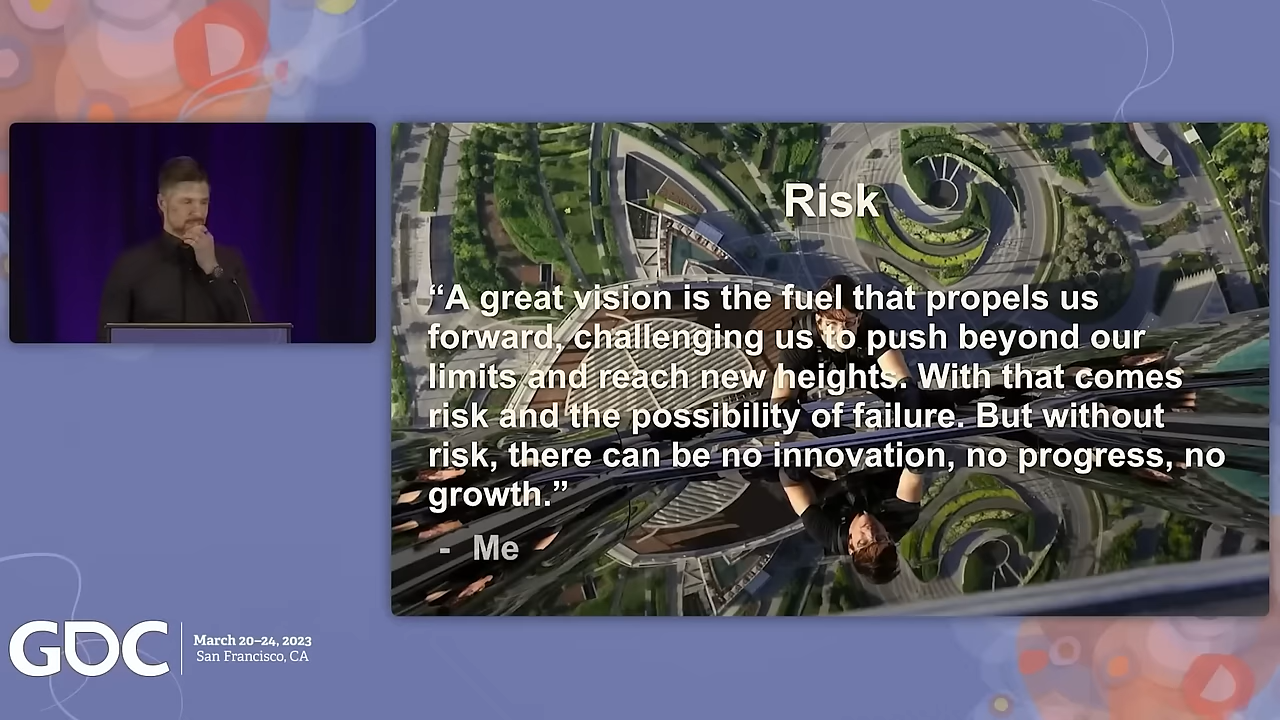 Risk
“A great vision is the fuel that propels us
forward, challenging us to push beyond our
limits and reach new heights. With that comes
risk and the possibility of failure. But without
risk, there can be no innovation, no progress, no
growth.”
- Me
GDC
March 20–24, 2023
San Francisco, CA